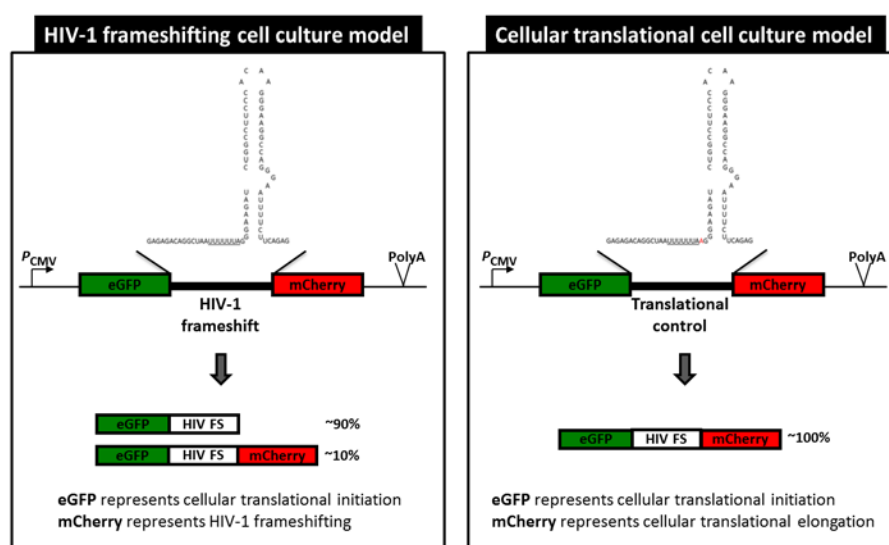 HIV-1 frameshifting cell culture model
C A
A A
C G
C G
C G
U A
U A
C G
C G
G C
G C
U A
C G
G
G
A
U A
A U
G U
A U
A U
G C
GAGAGACAGGCUAAUUUUUUAG UCAGAG
PCMV
PolyA
eGFP
mCherry
HIV-1
frameshift
eGFP HIV FS ~90%
eGFP HIV FS mCherry ~10%
eGFP represents cellular translational initiation
mCherry represents HIV-1 frameshifting
Cellular translational cell culture model
GAGAGACAGGCUAAUUUUUUAAG UCAGAG
PCMV
PolyA
eGFP
mCherry
Translational
control
eGFP HIV FS mCherry ~100%
eGFP represents cellular translational initiation
mCherry represents cellular translational elongation